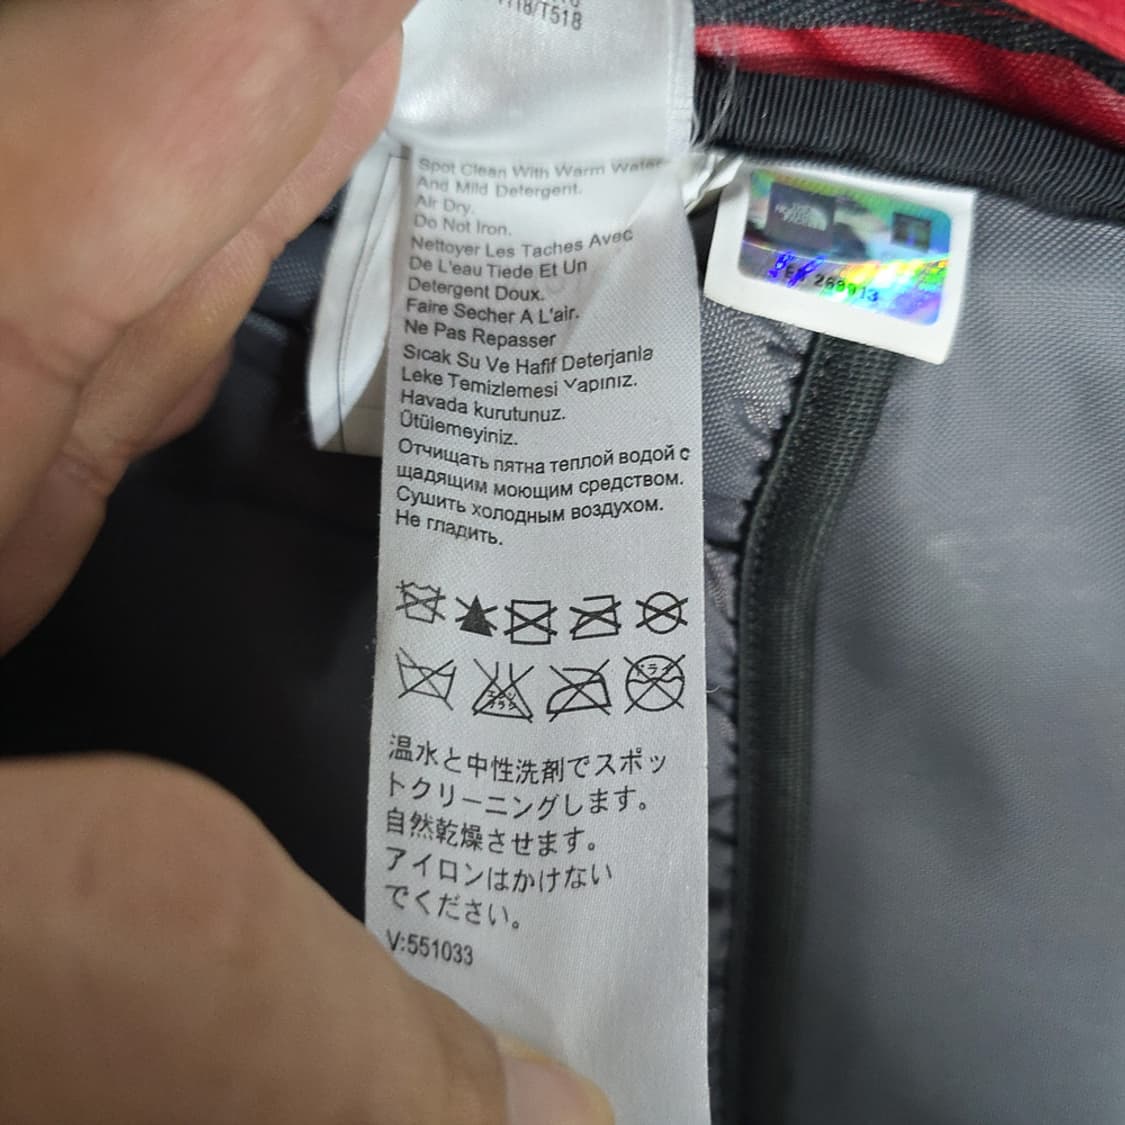 /T518
Spot Clean With Warm Water
And Mild Detergent.
Air Dry.
Do Not Iron.
Nettoyer Les Taches Avec
De L'eau Tiede Et Un
Detergent Doux.
Faire Secher A L'air.
Ne Pas Repasser
Sıcak Su Ve Hafif Deterjanla
Leke Temizlemesi Yapınız.
Havada kurutunuz.
Ütülemeyiniz.
Отчищать пятна теплой водой с
щадящим моющим средством.
Сушить холодным воздухом.
Не гладить.
ドライ
温水と中性洗剤でスポッ
トクリーニングします。
自然乾燥させます。
アイロンはかけない
でください。
V:551033